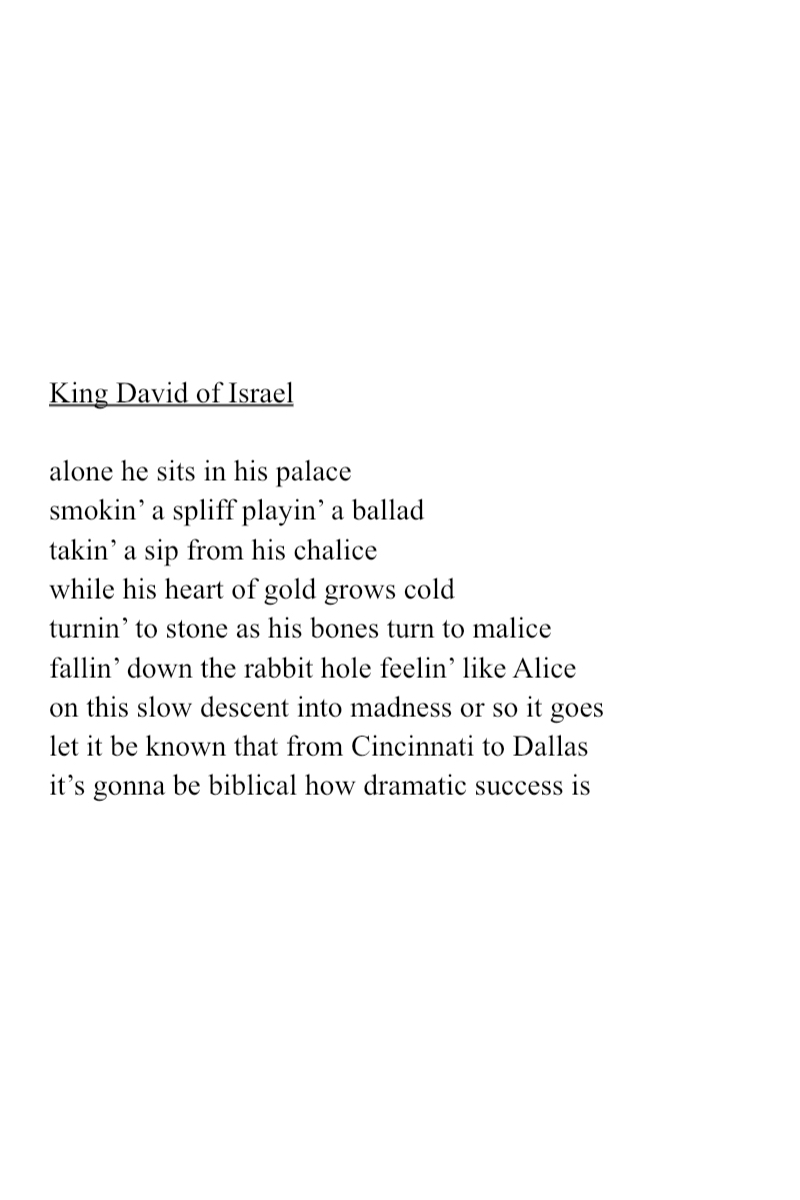 King David of Israel
alone he sits in his palace
smokin’ a spliff playin’ a ballad
takin’ a sip from his chalice
while his heart of gold grows cold
turnin’ to stone as his bones turn to malice
fallin’ down the rabbit hole feelin’ like Alice
on this slow descent into madness or so it goes
let it be known that from Cincinnati to Dallas
it’s gonna be biblical how dramatic success is